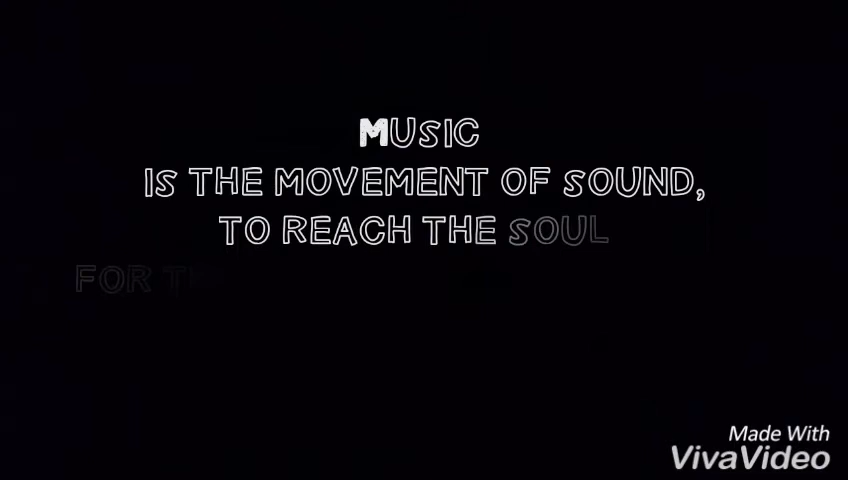 Music
IS THE MOVEMENT OF SOUND,
TO REACH THE SOUL
FOR
Made With
VivaVideo